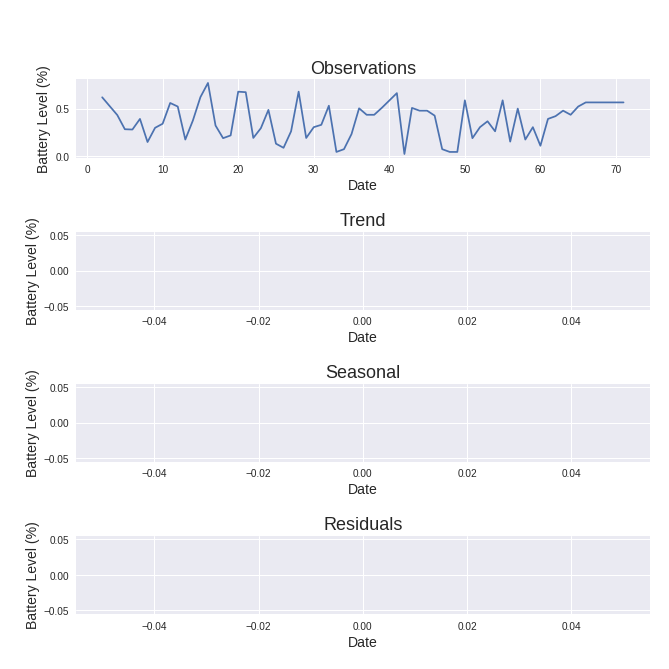 Observations
Battery Level (%)
0.5
0.0
0 10 20 30 40 50 60 70
Date
Trend
Battery Level (%)
0.05
0.00
−0.05
−0.04 −0.02 0.00 0.02 0.04
Date
Seasonal
Battery Level (%)
0.05
0.00
−0.05
−0.04 −0.02 0.00 0.02 0.04
Date
Residuals
Battery Level (%)
0.05
0.00
−0.05
−0.04 −0.02 0.00 0.02 0.04
Date